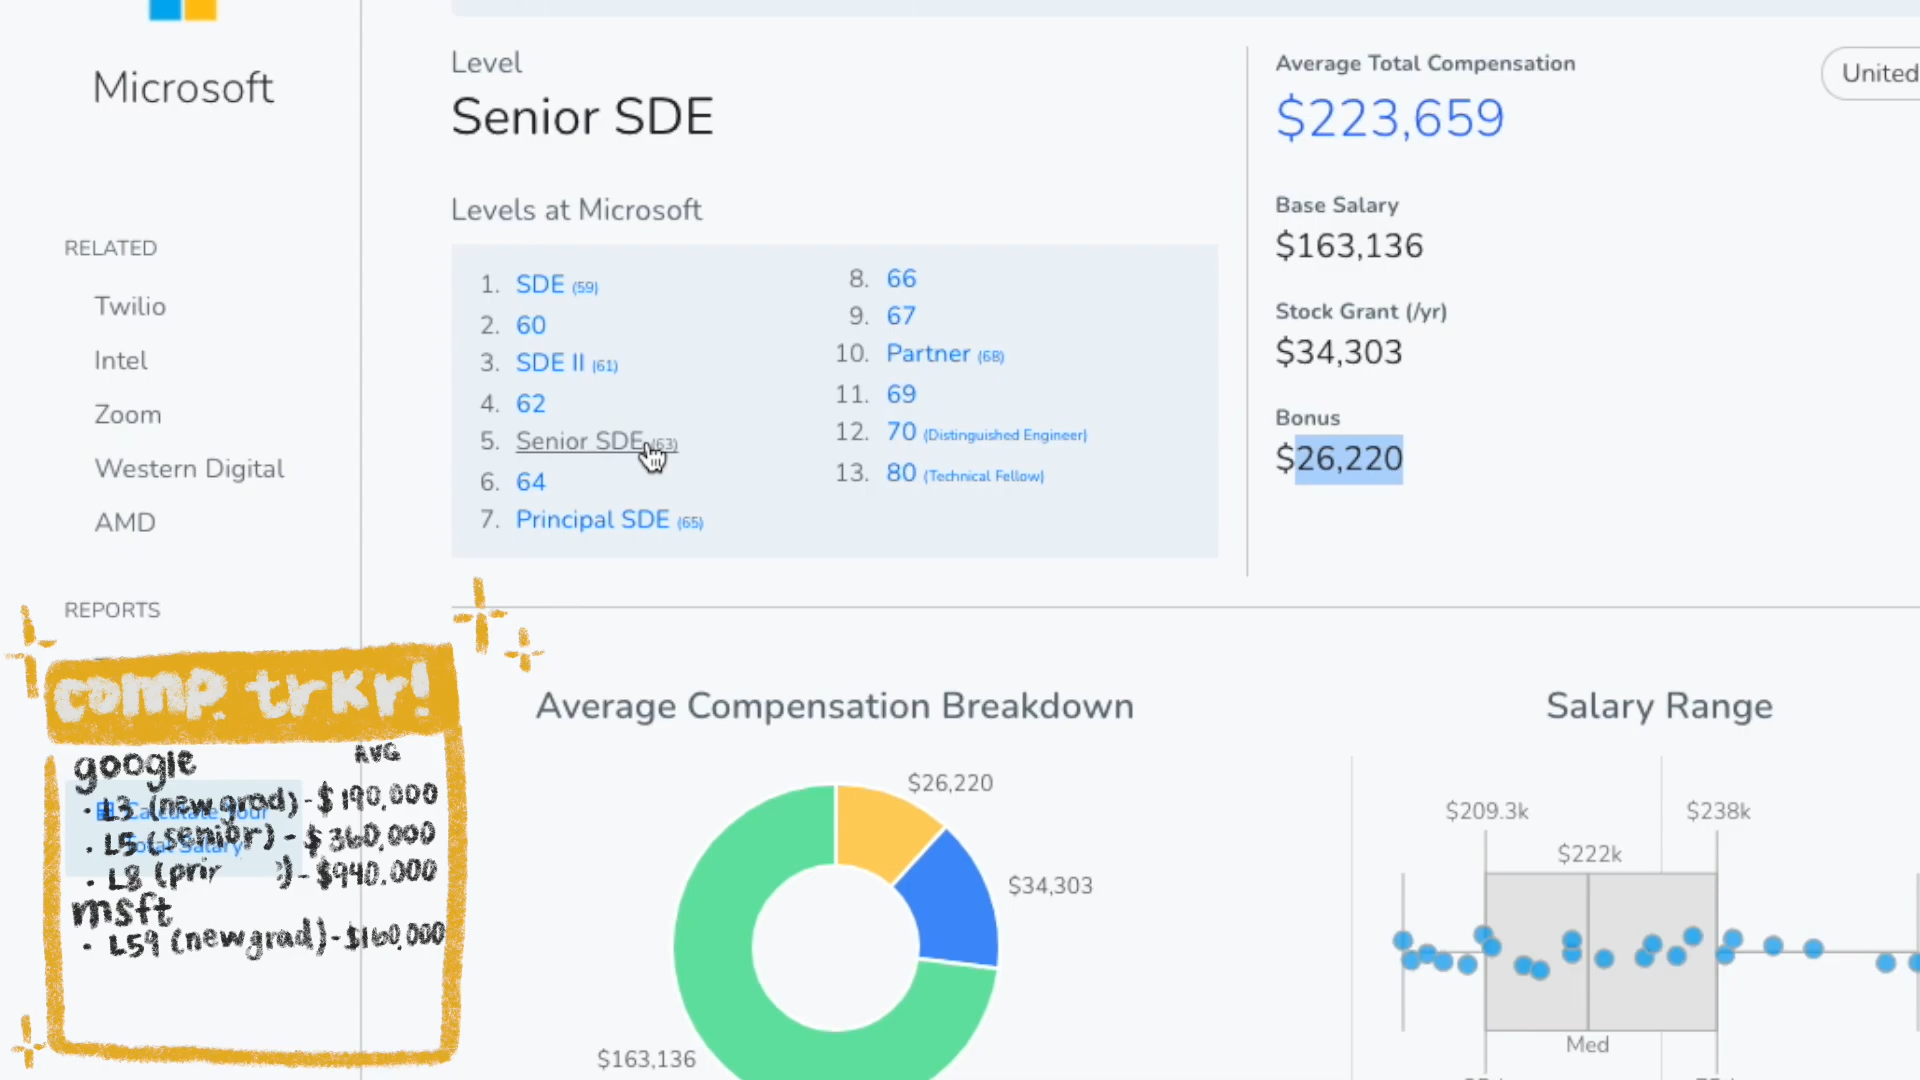 Microsoft
RELATED
Twilio
Intel
Zoom
Western Digital
AMD
REPORTS
Level
Senior SDE
Levels at Microsoft
1. SDE (59)
2. 60
3. SDE II (61)
4. 62
5. Senior SDE (63)
6. 64
7. Principal SDE (65)
8. 66
9. 67
10. Partner (68)
11. 69
12. 70 (Distinguished Engineer)
13. 80 (Technical Fellow)
Average Total Compensation
$223,659
United
Base Salary
$163,136
Stock Grant (/yr)
$34,303
Bonus
$26,220
comp. trkr!
AVG
google
• L3 (new grad) - $190,000
• L5 (senior) - $360,000
• L8 ( ) - $940,000
msft
• L59 (new grad) - $160,000
Calculate Your
Total Salary
Average Compensation Breakdown
$26,220
$34,303
$163,136
Salary Range
$209.3k
$238k
$222k
Med